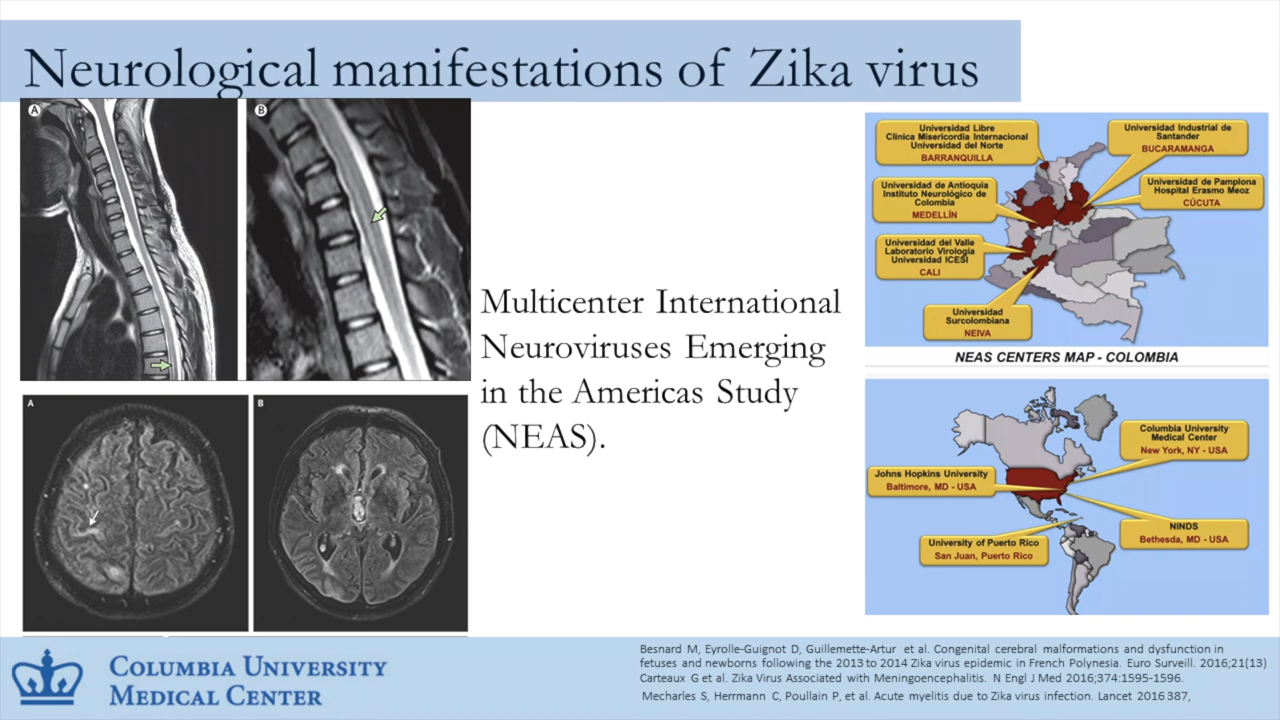 Neurological manifestations of Zika virus
A
B
A
B
Multicenter International
Neuroviruses Emerging
in the Americas Study
(NEAS).
Universidad Libre
Clinica Misericordia Internacional
Universidad del Norte
BARRANQUILLA
Universidad Industrial de
Santander
BUCARAMANGA
Universidad de Antioquia
Instituto Neurológico de
Colombia
MEDELLÍN
Universidad de Pamplona
Hospital Erasmo Meoz
CÚCUTA
Universidad del Valle
Laboratorio Virología
Universidad ICESI
CALI
Universidad
Surcolombiana
NEIVA
NEAS CENTERS MAP - COLOMBIA
Columbia University
Medical Center
New York, NY - USA
Johns Hopkins University
Baltimore, MD - USA
NINDS
Bethesda, MD - USA
University of Puerto Rico
San Juan, Puerto Rico
COLUMBIA UNIVERSITY
MEDICAL CENTER
Besnard M, Eyrolle-Guignot D, Guillemette-Artur et al. Congenital cerebral malformations and dysfunction in
fetuses and newborns following the 2013 to 2014 Zika virus epidemic in French Polynesia. Euro Surveill. 2016;21(13)
Carteaux G et al. Zika Virus Associated with Meningoencephalitis. N Engl J Med 2016;374:1595-1596.
Mecharles S, Herrmann C, Poullain P, et al. Acute myelitis due to Zika virus infection. Lancet 2016 387,